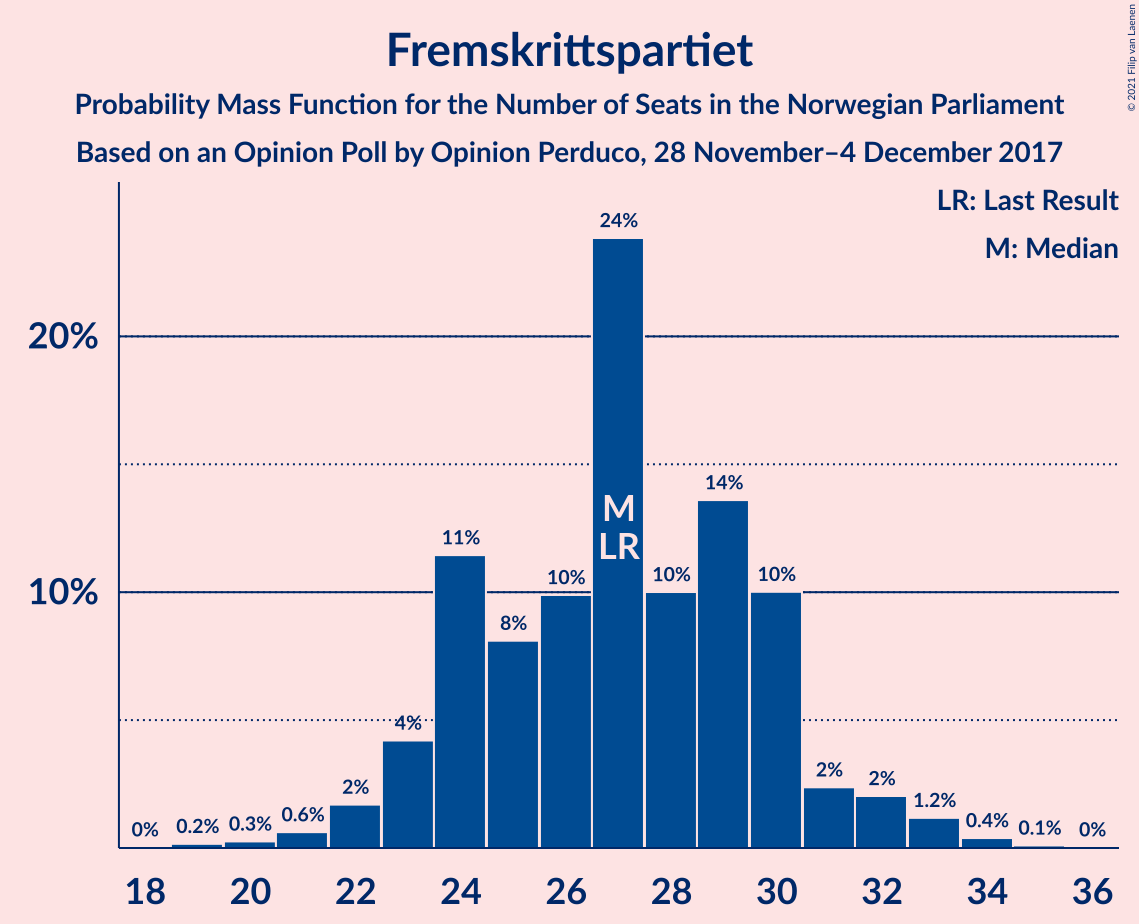 Fremskrittspartiet
Probability Mass Function for the Number of Seats in the Norwegian Parliament
Based on an Opinion Poll by Opinion Perduco, 28 November–4 December 2017
© 2021 Filip van Laenen
LR: Last Result
M: Median
20%
10%
0%
0.2%
0.3%
0.6%
2%
4%
11%
8%
10%
24%
M
LR
10%
14%
10%
2%
2%
1.2%
0.4%
0.1%
0%
18 20 22 24 26 28 30 32 34 36